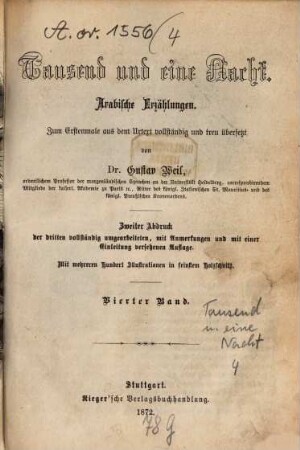 A. or. 1556/4
Tausend und eine Nacht.
Arabische Erzählungen.
Zum Erstenmale aus dem Urtext vollständig und treu übersetzt
von
Dr. Gustav Weil,
ordentlichem Professor der morgenländischen Sprachen an der Universität Heidelberg, correspondirendem
Mitgliede der kaiserl. Akademie zu Paris ꝛc., Ritter des königl. Italienischen St. Mauritius- und des
königl. Preußischen Kronenordens.
Zweiter Abdruck
der dritten vollständig umgearbeiteten, mit Anmerkungen und mit einer
Einleitung versehenen Auflage.
Mit mehreren Hundert Illustrationen in feinstem Holzschnitt.
Vierter Band.
Tausend
u. eine
Nacht
4
Stuttgart.
Rieger'sche Verlagsbuchhandlung.
1872.
78 g